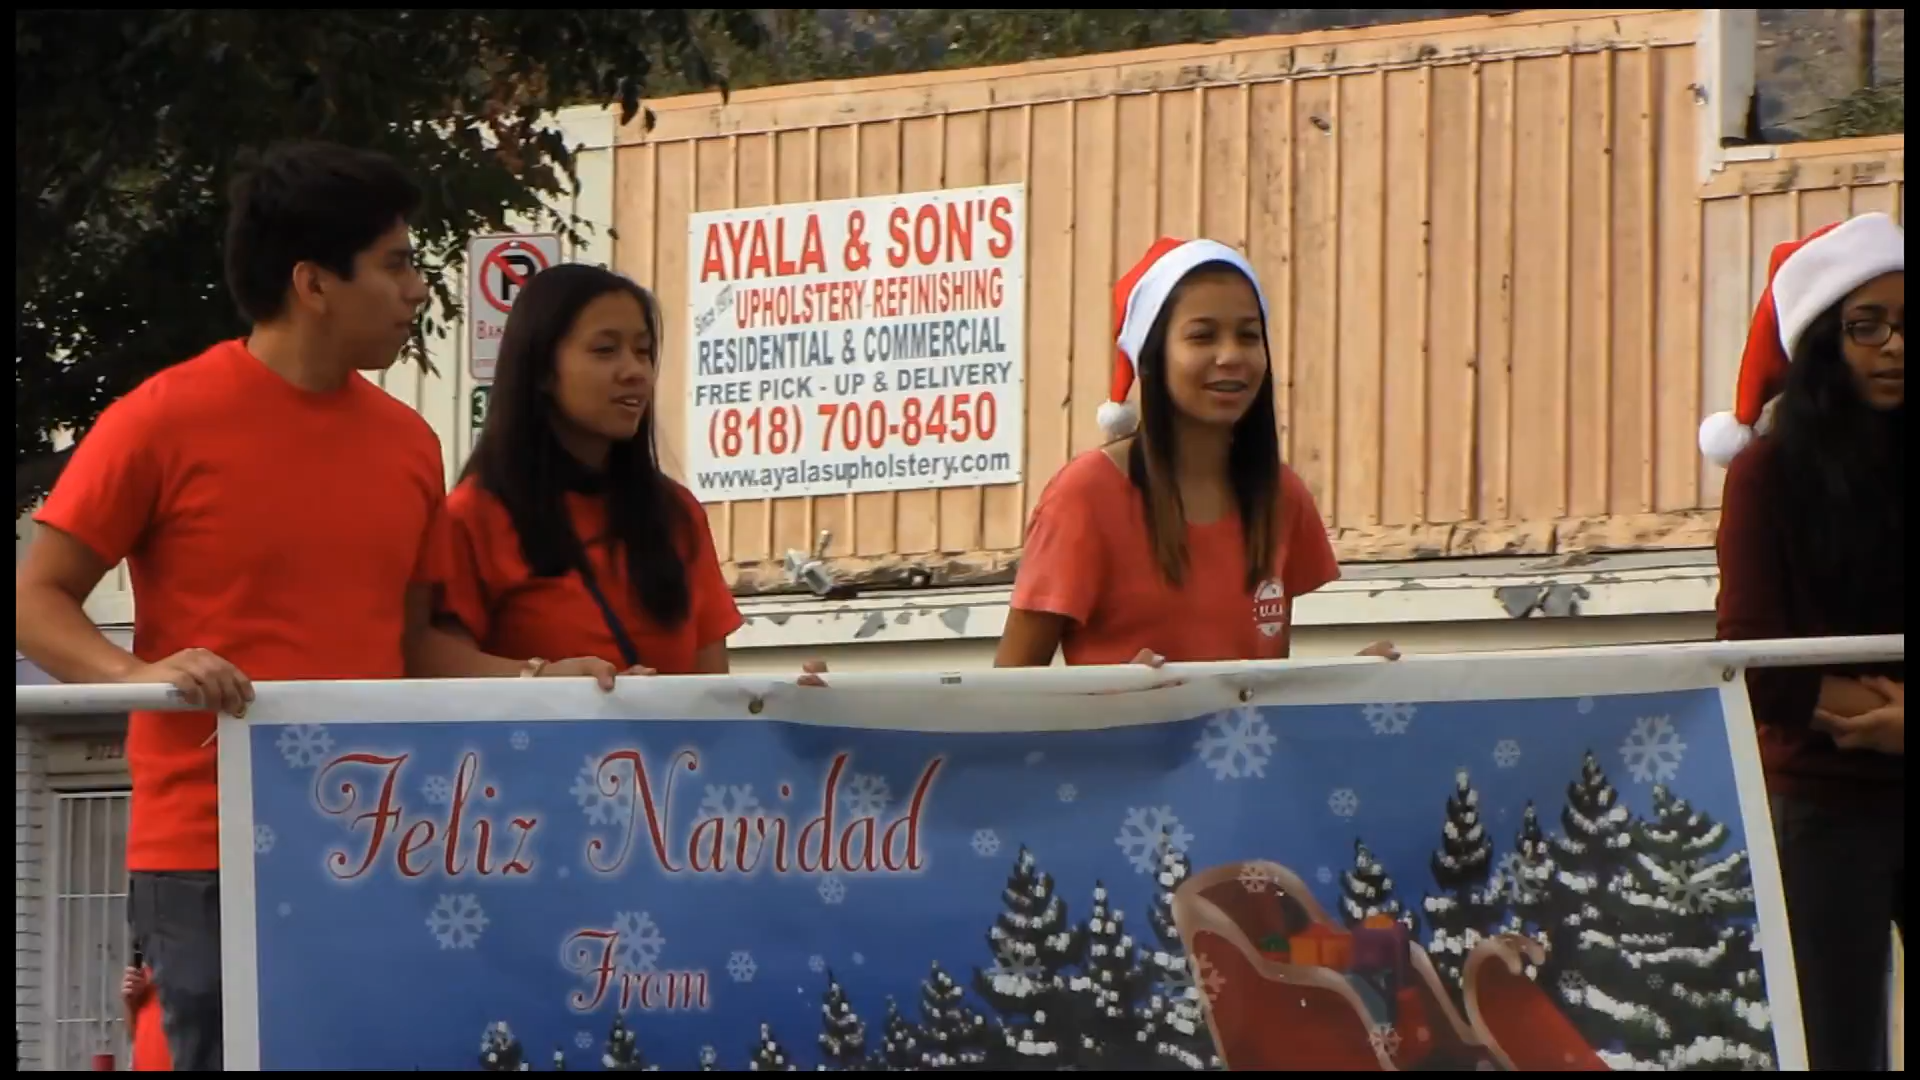 AYALA & SON'S
UPHOLSTERY-REFINISHING
RESIDENTIAL & COMMERCIAL
FREE PICK - UP & DELIVERY
(818) 700-8450
www.ayalasupholstery.com
U.S.A
Feliz Navidad
From